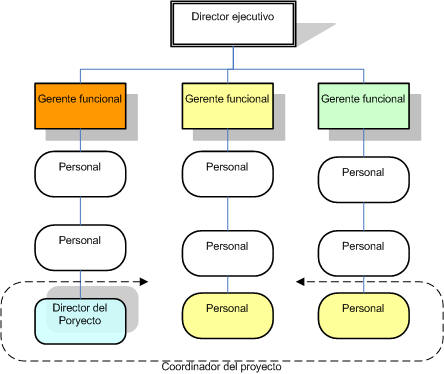 Director ejecutivo
Gerente funcional
Gerente funcional
Gerente funcional
Personal
Personal
Personal
Personal
Personal
Personal
Director del
Poryecto
Personal
Personal
Coordinador del proyecto